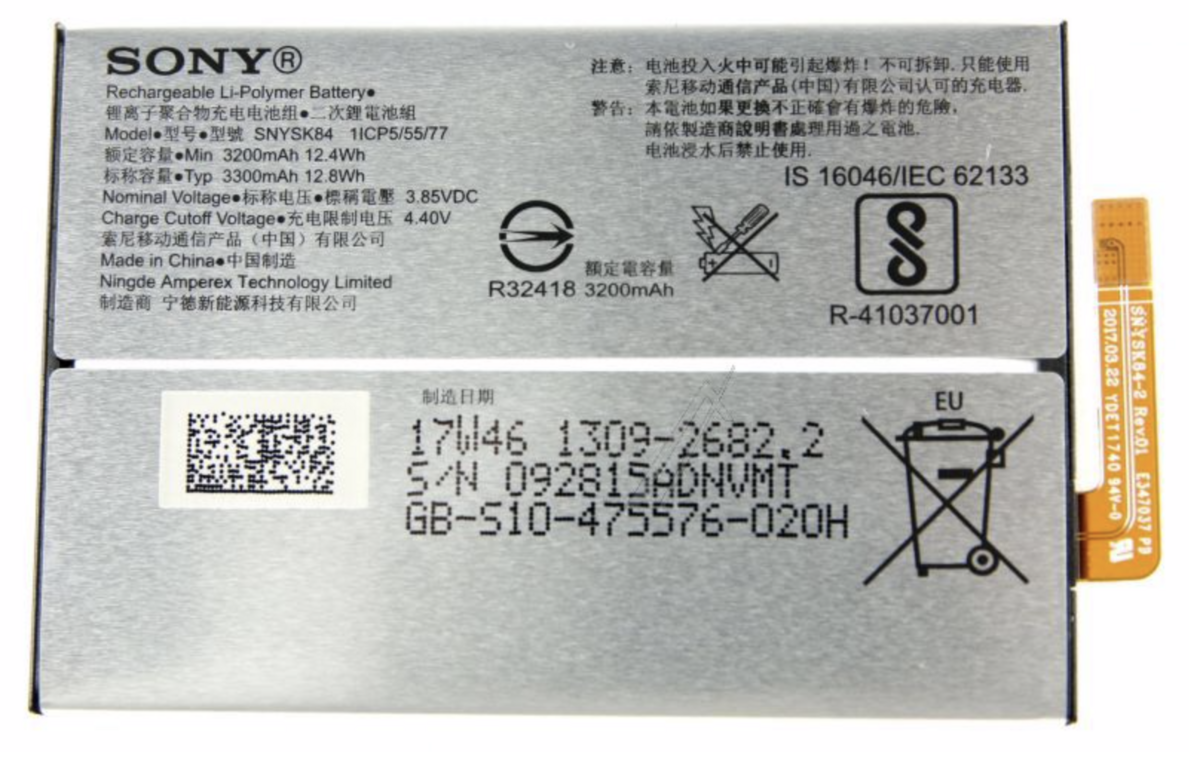 SONY®
Rechargeable Li-Polymer Battery●
锂离子聚合物充电电池组●二次鋰電池組
Model●型号●型號 SNYSK84 1ICP5/55/77
额定容量●Min 3200mAh 12.4Wh
标称容量●Typ 3300mAh 12.8Wh
Nominal Voltage●标称电压●標稱電壓 3.85VDC
Charge Cutoff Voltage●充电限制电压 4.40V
索尼移动通信产品（中国）有限公司
Made in China●中国制造
Ningde Amperex Technology Limited
制造商 宁德新能源科技有限公司
注意: 电池投入火中可能引起爆炸! 不可拆卸. 只能使用
索尼移动通信产品(中国)有限公司认可的充电器.
警告: 本電池如果更換不正確會有爆炸的危險,
請依製造商說明書處理用過之電池.
电池浸水后禁止使用.
IS 16046/IEC 62133
R32418
額定電容量
3200mAh
R-41037001
制造日期
17W46 1309-2682.2
S/N 092815ADNVMT
GB-S10-475576-020H
EU
SNYSK84-2 Rev.01 E347037 P9
2017.03.22 YDET1740 94V-0